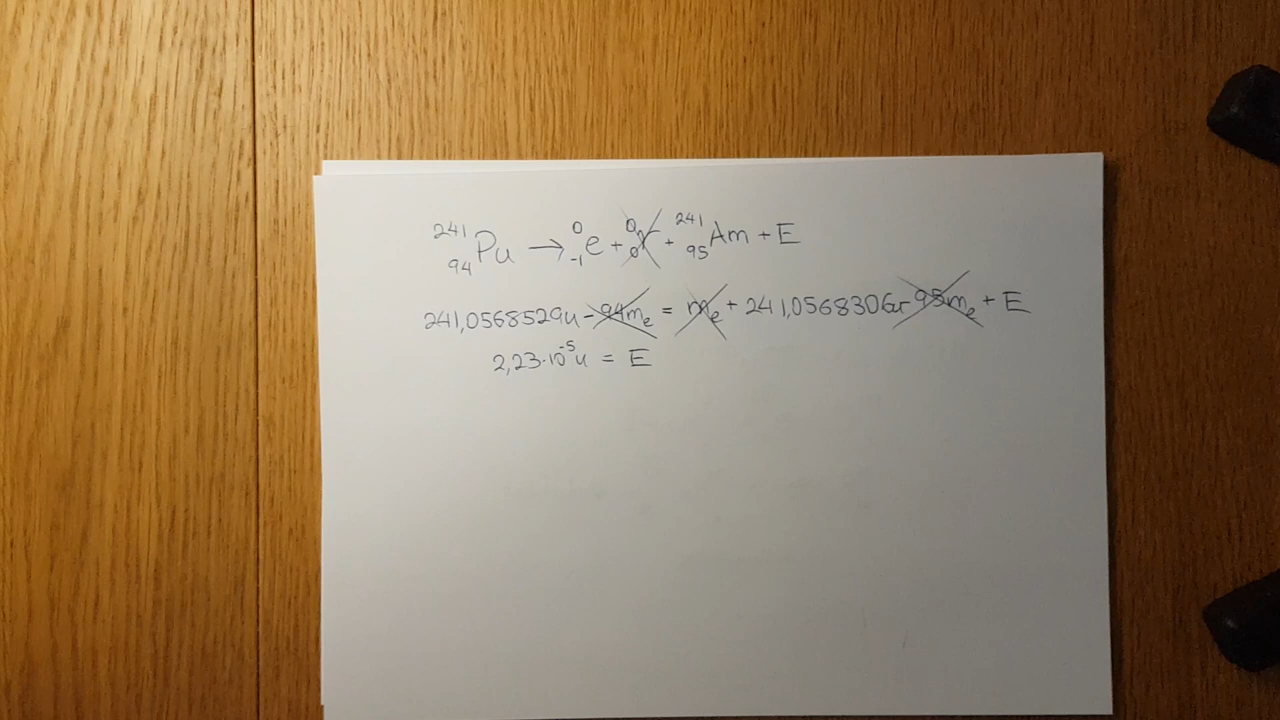 ²⁴¹₉₄Pu → ⁰₋₁e + ⁰₀γ + ²⁴¹₉₅Am + E
241,0568529u - 94mₑ = mₑ + 241,0568306u - 95mₑ + E
2,23·10⁻⁵u = E